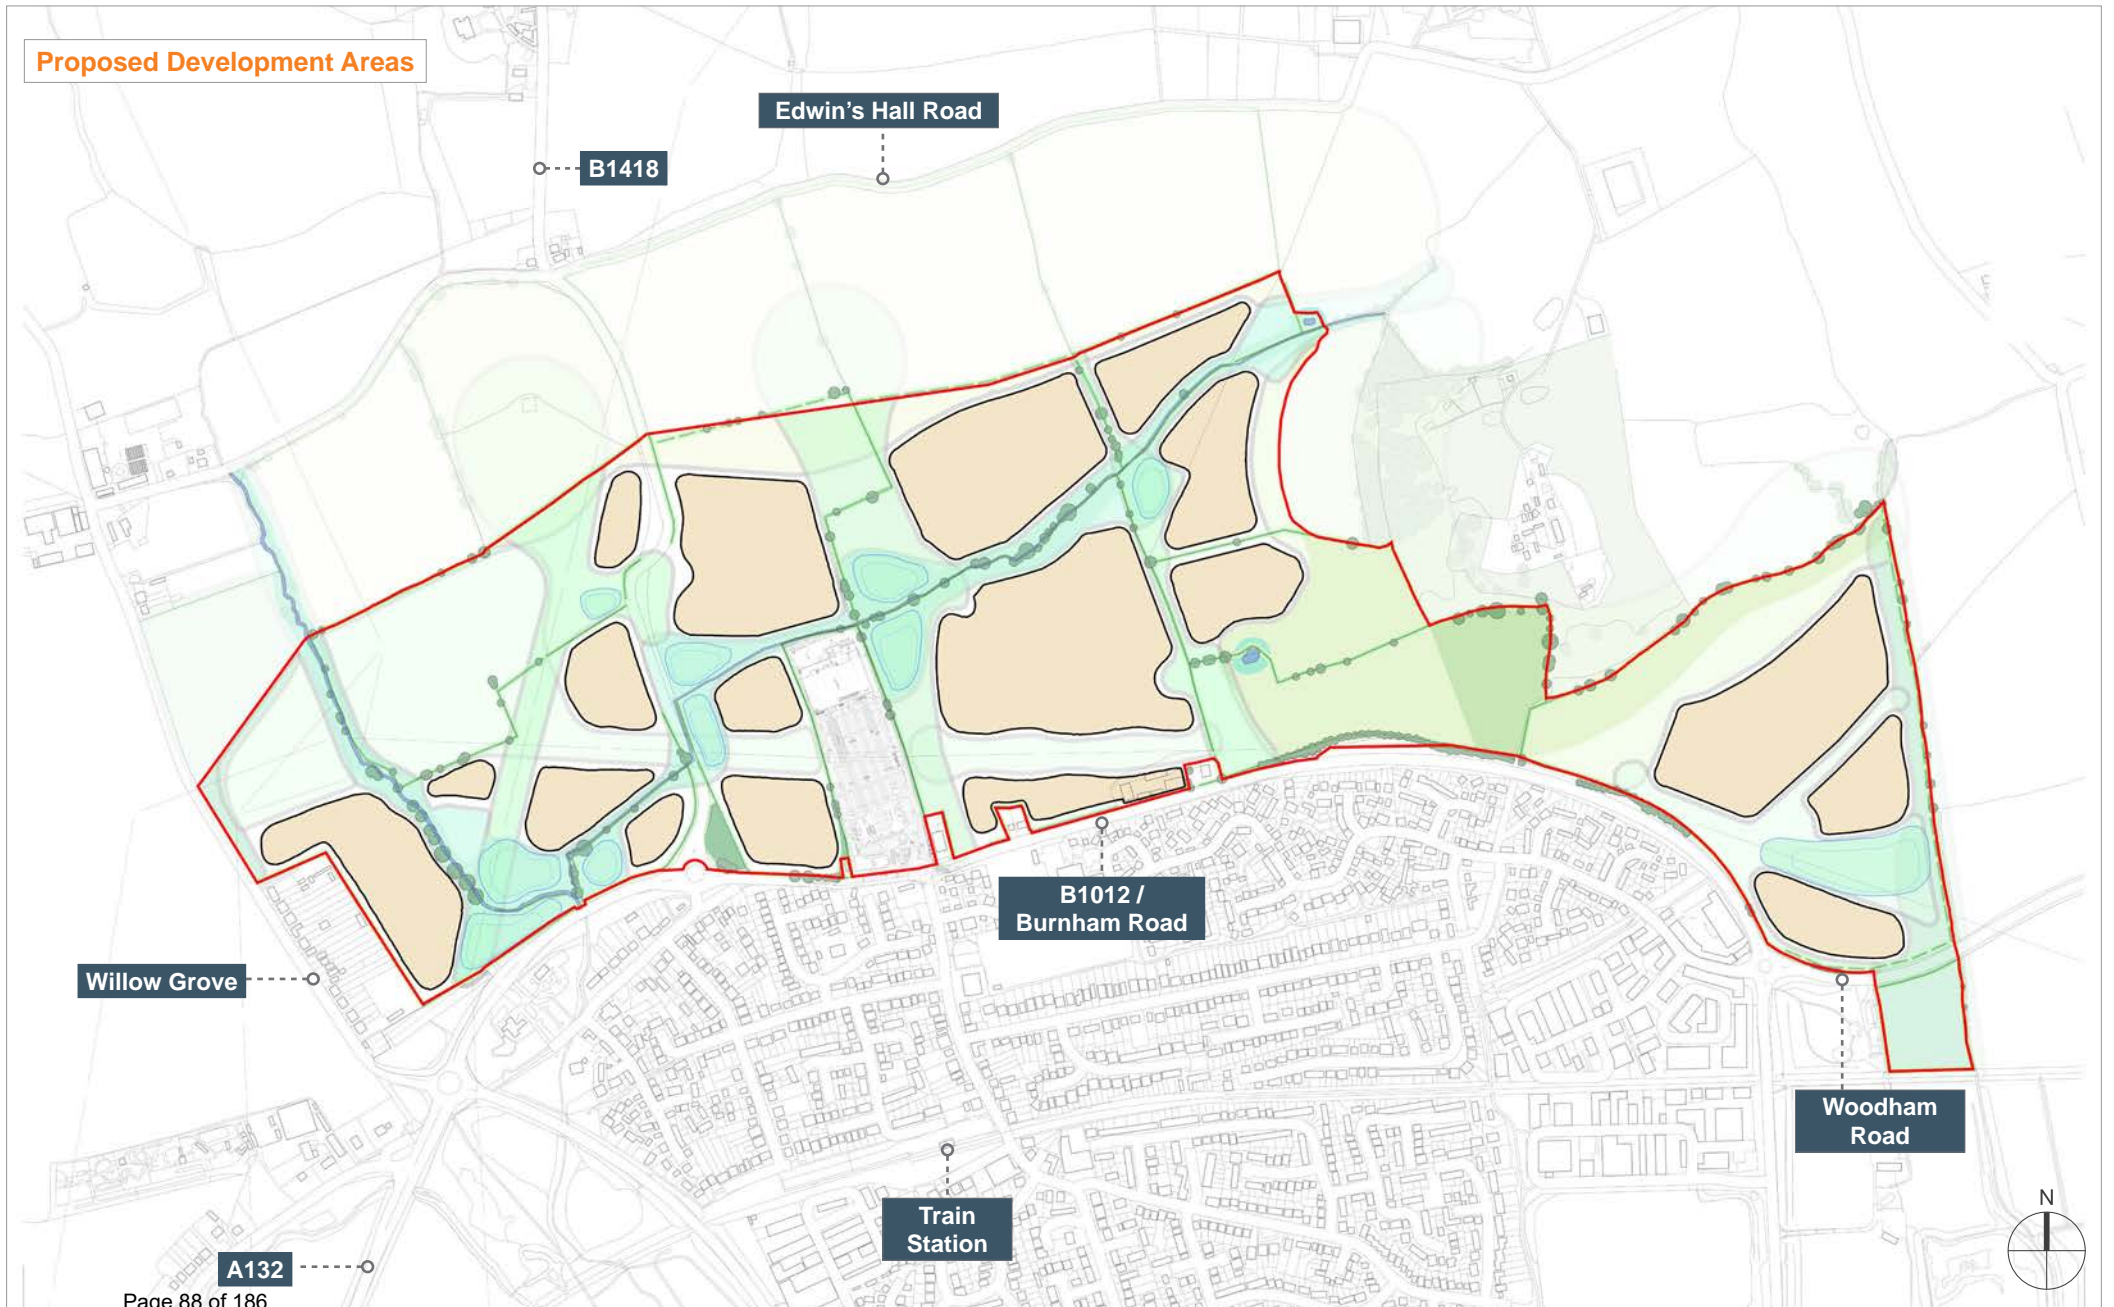 Proposed Development Areas
Edwin's Hall Road
B1418
B1012 /
Burnham Road
Willow Grove
Woodham
Road
Train
Station
N
A132
Page 88 of 186